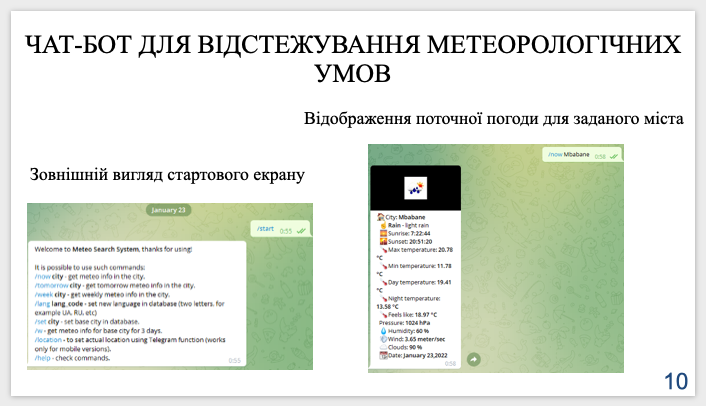 ЧАТ-БОТ ДЛЯ ВІДСТЕЖУВАННЯ МЕТЕОРОЛОГІЧНИХ
УМОВ
Відображення поточної погоди для заданого міста
Зовнішній вигляд стартового екрану
January 23
/start 0:55
Welcome to Meteo Search System, thanks for using!
It is possible to use such commands:
/now city - get meteo info in the city.
/tomorrow city - get tomorrow meteo info in the city.
/week city - get weekly meteo info in the city.
/lang lang_code - set new language in database (two letters, for
example UA, RU, etc)
/set city - set base city in database.
/w - get meteo info for base city for 3 days.
/location - to set actual location using Telegram function (works
only for mobile versions).
/help - check commands.
0:55
/now Mbabane 0:58
City: Mbabane
Rain - light rain
Sunrise: 7:22:44
Sunset: 20:51:20
Max temperature: 20.78
°C
Min temperature: 11.78
°C
Day temperature: 19.41
°C
Night temperature:
13.58 °C
Feels like: 18.97 °C
Pressure: 1024 hPa
Humidity: 60 %
Wind: 3.65 meter/sec
Clouds: 90 %
Date: January 23,2022
0:58
10